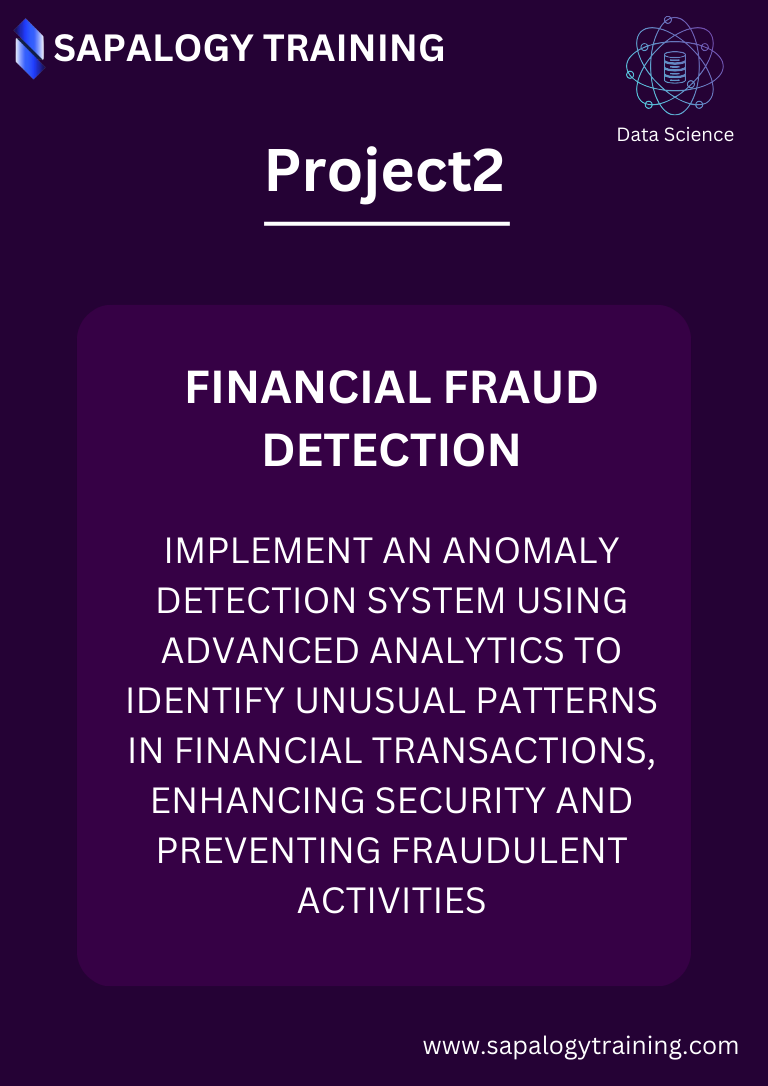 SAPALOGY TRAINING
Data Science
Project2
FINANCIAL FRAUD
DETECTION
IMPLEMENT AN ANOMALY
DETECTION SYSTEM USING
ADVANCED ANALYTICS TO
IDENTIFY UNUSUAL PATTERNS
IN FINANCIAL TRANSACTIONS,
ENHANCING SECURITY AND
PREVENTING FRAUDULENT
ACTIVITIES
www.sapalogytraining.com